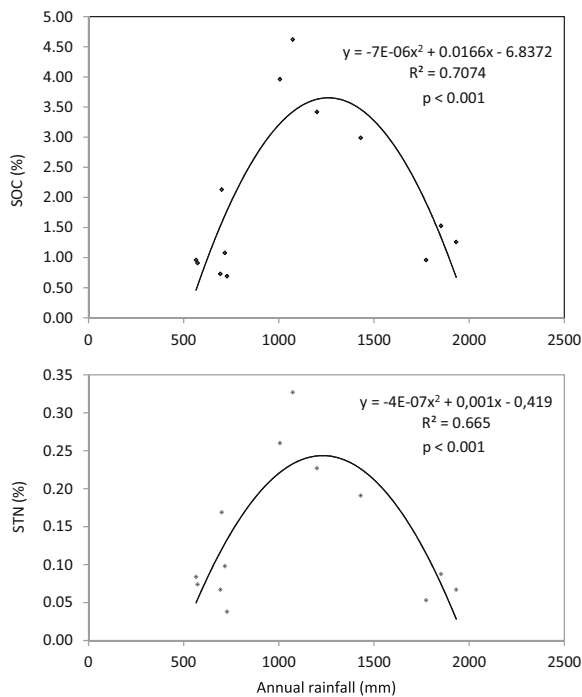 5.00
4.50
4.00
3.50
3.00
2.50
2.00
1.50
1.00
0.50
0.00
SOC (%)
y = -7E-06x² + 0.0166x - 6.8372
R² = 0.7074
p < 0.001
0 500 1000 1500 2000 2500
0.35
0.30
0.25
0.20
0.15
0.10
0.05
0.00
STN (%)
y = -4E-07x² + 0,001x - 0,419
R² = 0.665
p < 0.001
0 500 1000 1500 2000 2500
Annual rainfall (mm)